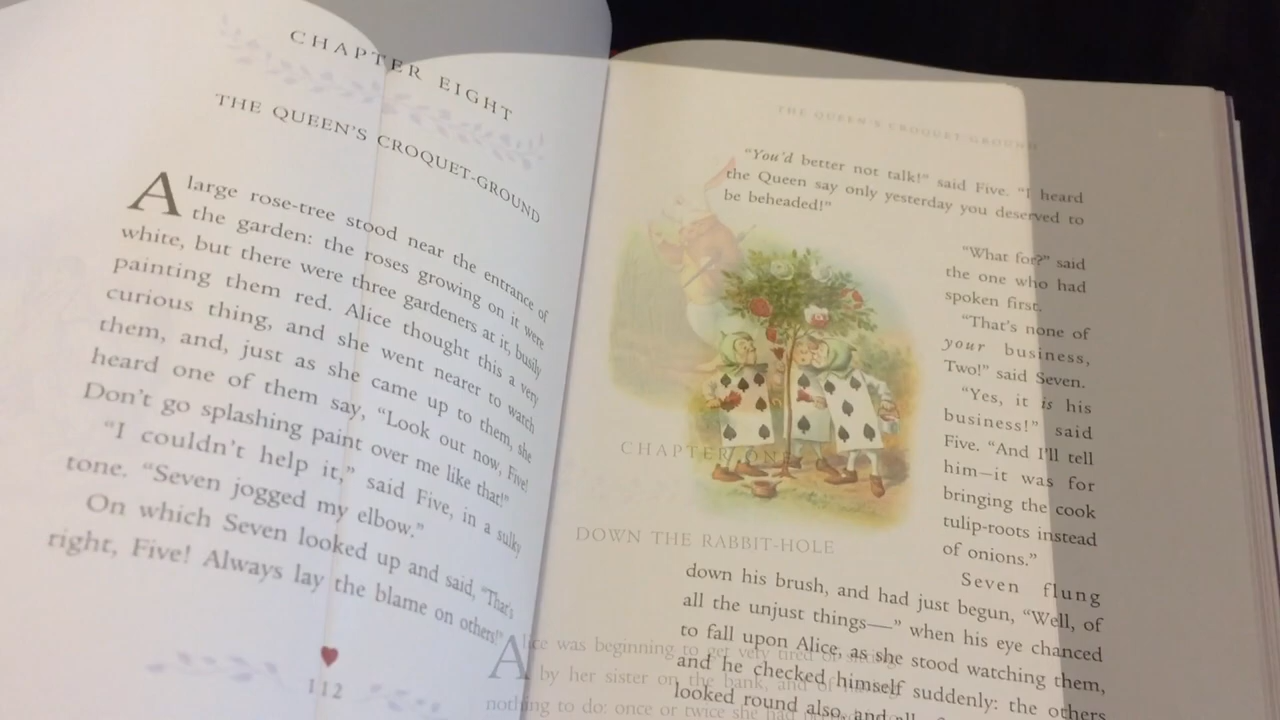 CHAPTER EIGHT
THE QUEEN'S CROQUET-GROUND
A large rose-tree stood near the entrance of
the garden: the roses growing on it were
white, but there were three gardeners at it, busily
painting them red. Alice thought this a very
curious thing, and she went nearer to watch
them, and, just as she came up to them, she
heard one of them say, “Look out now, Five!
Don't go splashing paint over me like that!”
“I couldn't help it,” said Five, in a sulky
tone. “Seven jogged my elbow.”
On which Seven looked up and said, “That's
right, Five! Always lay the blame on others!”
112
THE QUEEN'S CROQUET-GROUND
“You'd better not talk!” said Five. “I heard
the Queen say only yesterday you deserved to
be beheaded!”
“What for?” said
the one who had
spoken first.
“That's none of
your business,
Two!” said Seven.
“Yes, it is his
business!” said
Five. “And I'll tell
him—it was for
bringing the cook
tulip-roots instead
of onions.”
Seven flung
down his brush, and had just begun, “Well, of
all the unjust things—” when his eye chanced
to fall upon Alice, as she stood watching them,
and he checked himself suddenly: the others
looked round also, and all of
CHAPTER ONE
DOWN THE RABBIT-HOLE
Alice was beginning to get very tired of sitting
by her sister on the bank, and of having
nothing to do: once or twice she had